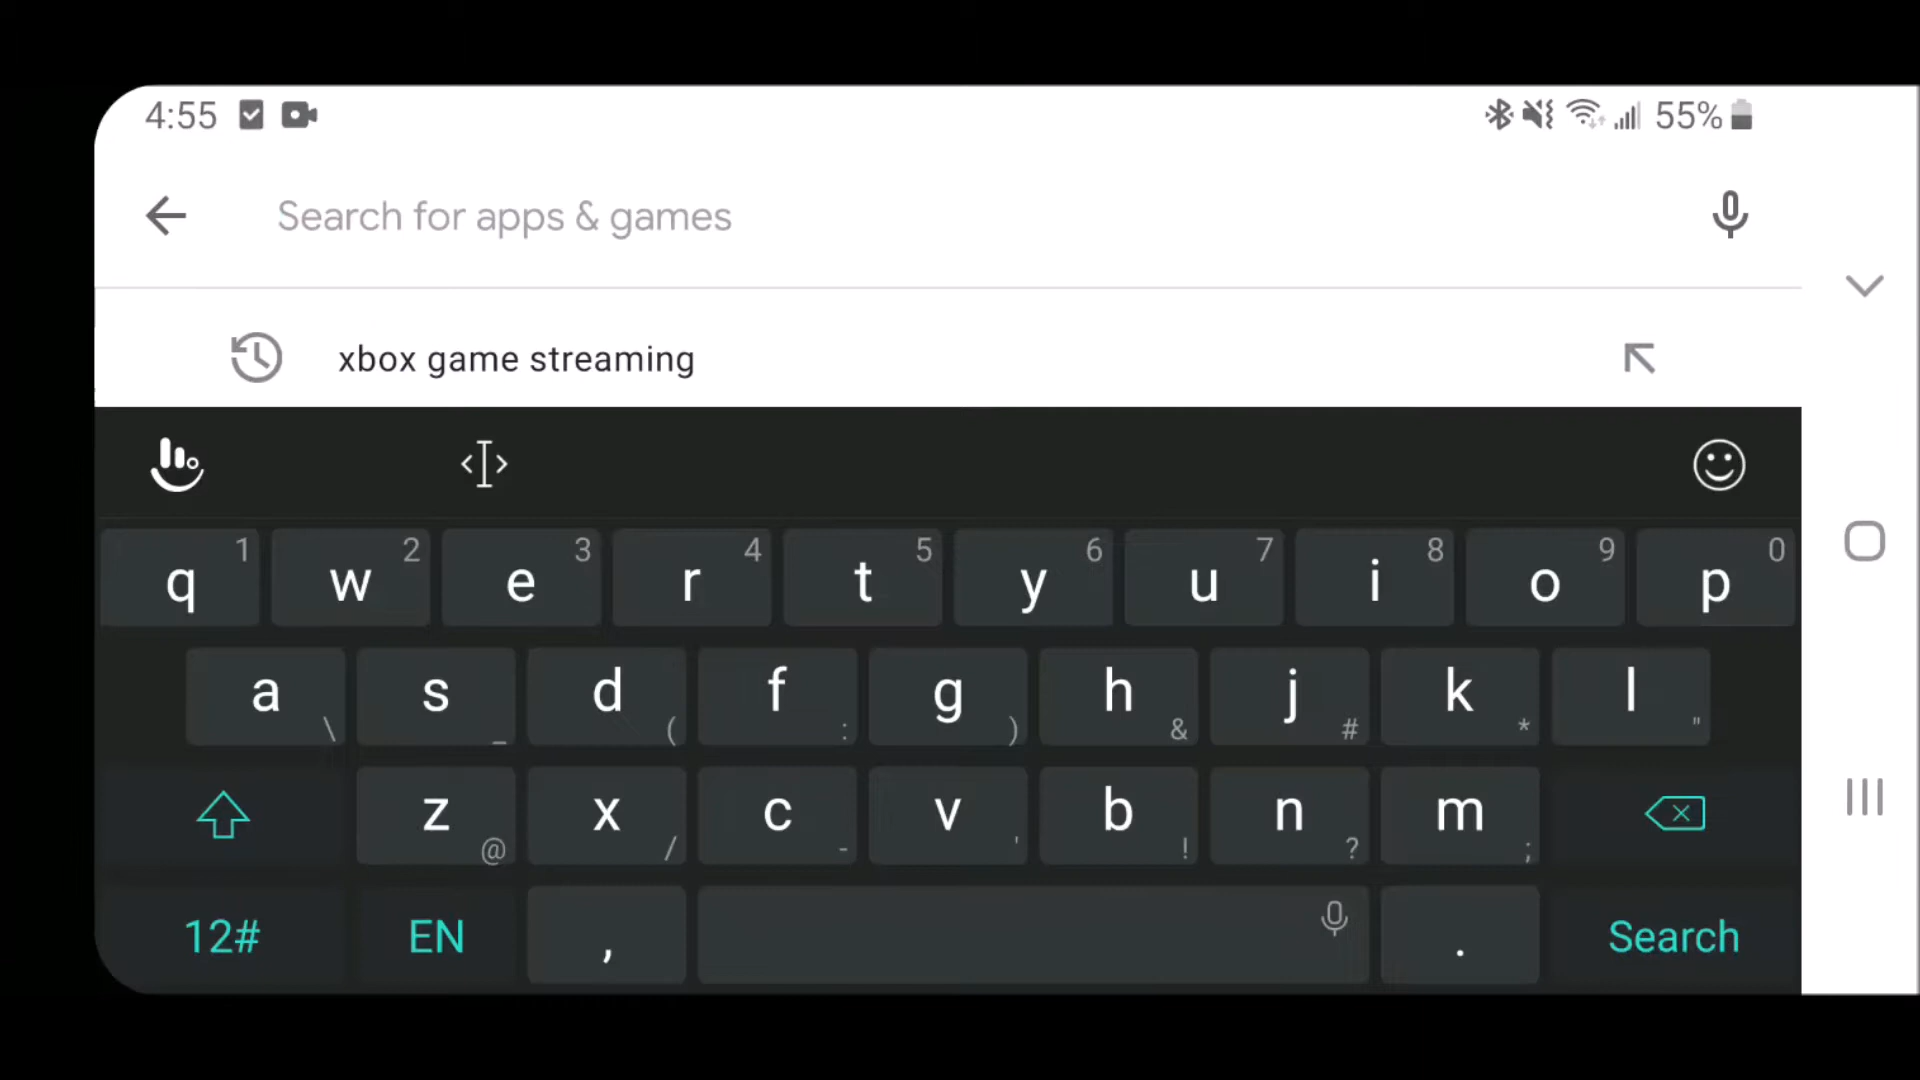 4:55 55%
Search for apps & games
xbox game streaming
1 2 3 4 5 6 7 8 9 0
q w e r t y u i o p
a s d f g h j k l
\ _ ( : ) & # * "
z x c v b n m
@ / - ' ! ? ;
12# EN , . Search